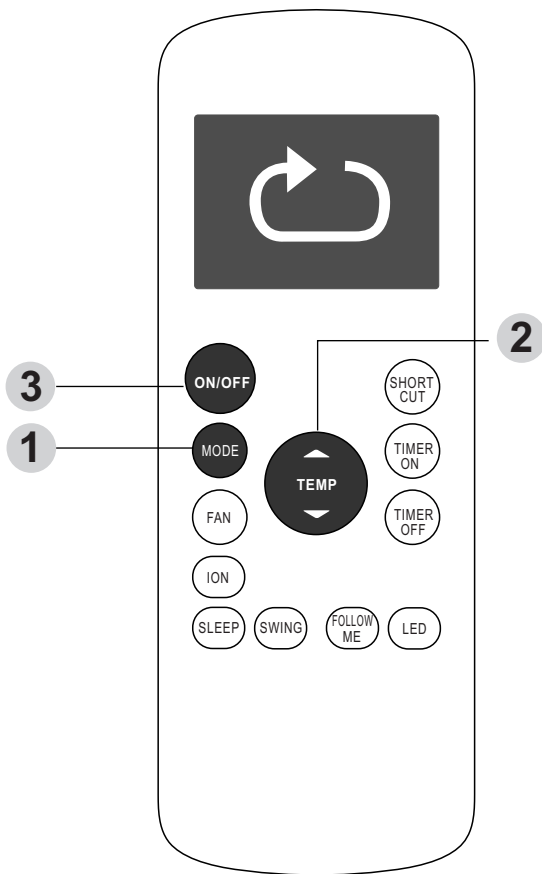 2
3
ON/OFF
SHORT
CUT
1
MODE
TEMP
TIMER
ON
FAN
TIMER
OFF
ION
SLEEP
SWING
FOLLOW
ME
LED